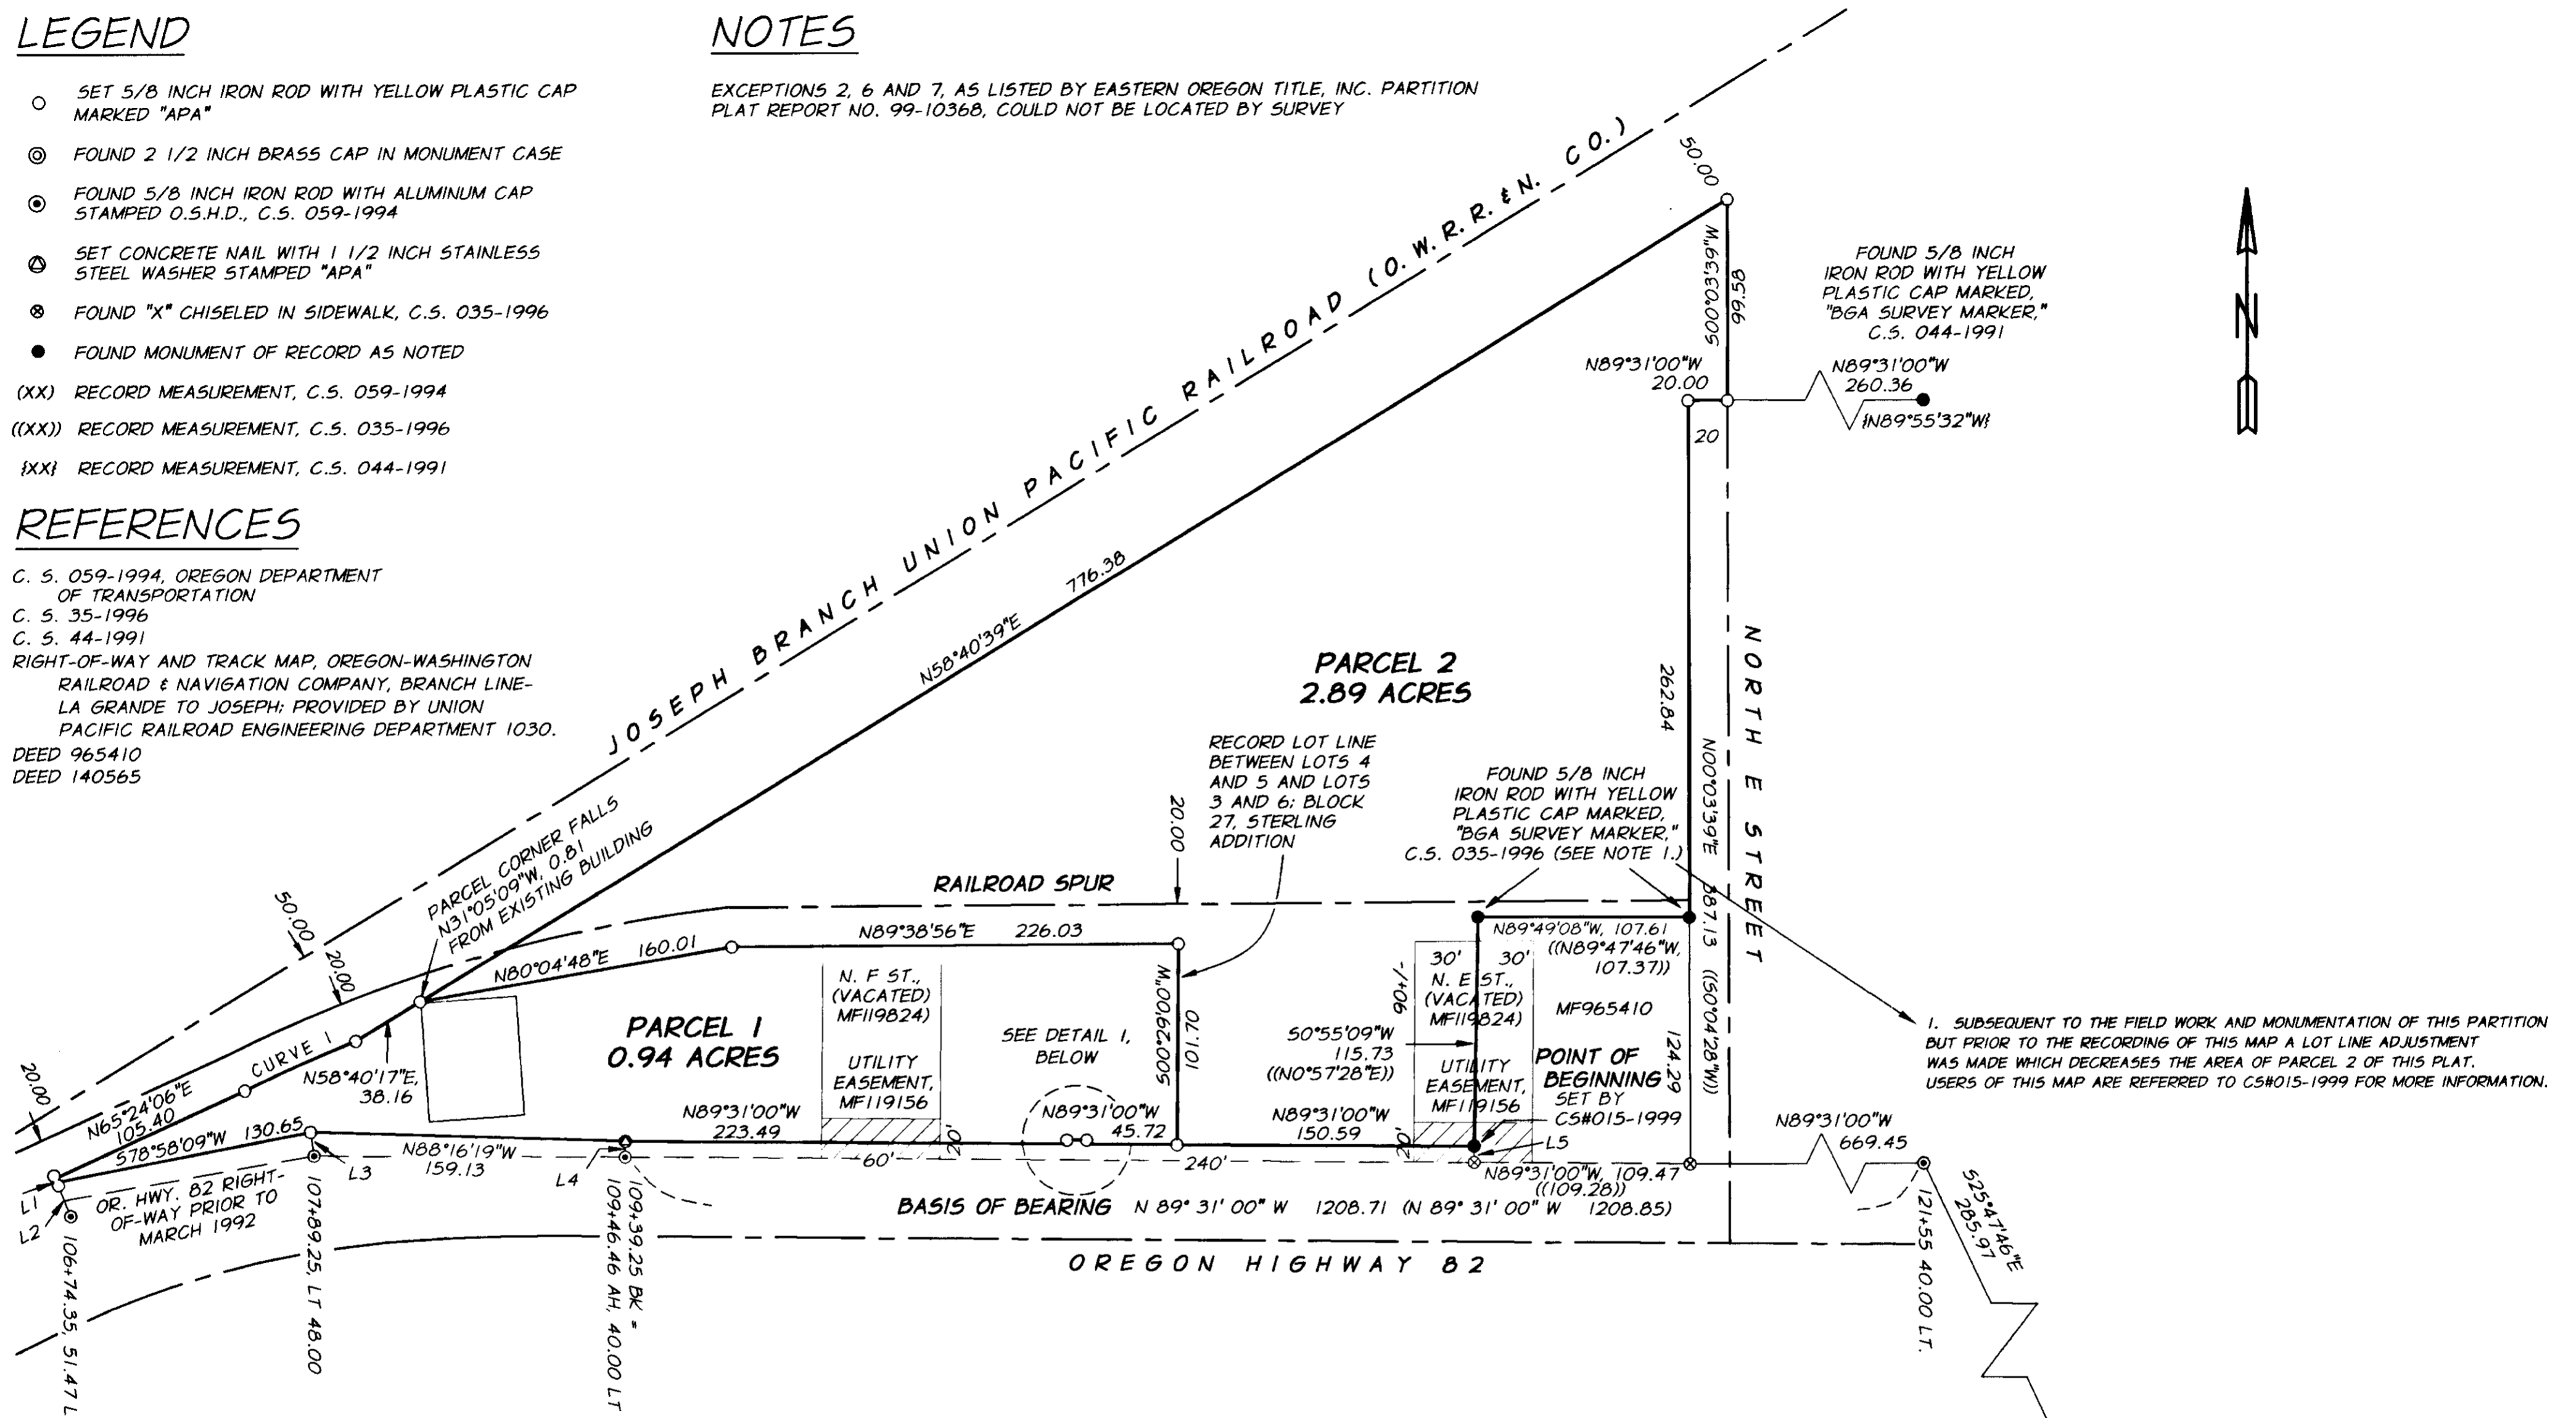 LEGEND
SET 5/8 INCH IRON ROD WITH YELLOW PLASTIC CAP
MARKED "APA"
FOUND 2 1/2 INCH BRASS CAP IN MONUMENT CASE
FOUND 5/8 INCH IRON ROD WITH ALUMINUM CAP
STAMPED O.S.H.D., C.S. 059-1994
SET CONCRETE NAIL WITH 1 1/2 INCH STAINLESS
STEEL WASHER STAMPED "APA"
FOUND "X" CHISELED IN SIDEWALK, C.S. 035-1996
FOUND MONUMENT OF RECORD AS NOTED
(XX) RECORD MEASUREMENT, C.S. 059-1994
((XX)) RECORD MEASUREMENT, C.S. 035-1996
{XX} RECORD MEASUREMENT, C.S. 044-1991
REFERENCES
C. S. 059-1994, OREGON DEPARTMENT
OF TRANSPORTATION
C. S. 35-1996
C. S. 44-1991
RIGHT-OF-WAY AND TRACK MAP, OREGON-WASHINGTON
RAILROAD & NAVIGATION COMPANY, BRANCH LINE-
LA GRANDE TO JOSEPH; PROVIDED BY UNION
PACIFIC RAILROAD ENGINEERING DEPARTMENT 1030.
DEED 965410
DEED 140565
NOTES
EXCEPTIONS 2, 6 AND 7, AS LISTED BY EASTERN OREGON TITLE, INC. PARTITION
PLAT REPORT NO. 99-10368, COULD NOT BE LOCATED BY SURVEY
JOSEPH BRANCH UNION PACIFIC RAILROAD (O.W.R.R. & N. CO.)
50.00
S00°03'39"W
99.58
FOUND 5/8 INCH
IRON ROD WITH YELLOW
PLASTIC CAP MARKED,
"BGA SURVEY MARKER,"
C.S. 044-1991
N89°31'00"W
20.00
N89°31'00"W
260.36
{N89°55'32"W}
20
N
N58°40'39"E 776.38
PARCEL 2
2.89 ACRES
262.84
N00°03'39"E 387.13 ((S0°04'28"W))
NORTH E STREET
RECORD LOT LINE
BETWEEN LOTS 4
AND 5 AND LOTS
3 AND 6; BLOCK
27, STERLING
ADDITION
20.00
FOUND 5/8 INCH
IRON ROD WITH YELLOW
PLASTIC CAP MARKED,
"BGA SURVEY MARKER,"
C.S. 035-1996 (SEE NOTE 1.)
PARCEL CORNER FALLS
N31°05'09"W, 0.81
FROM EXISTING BUILDING
50.00
20.00
20.00
RAILROAD SPUR
N80°04'48"E 160.01
N89°38'56"E 226.03
S00°29'00"W
101.70
N89°49'08"W, 107.61
((N89°47'46"W,
107.37))
CURVE 1
N65°24'06"E
105.40
N58°40'17"E,
38.16
S78°58'09"W 130.65
PARCEL 1
0.94 ACRES
N. F ST.,
(VACATED)
MF119824)
UTILITY
EASEMENT,
MF119156
SEE DETAIL 1,
BELOW
90+/-
30' 30'
N. E ST.,
(VACATED)
MF119824)
UTILITY
EASEMENT,
MF119156
MF965410
S0°55'09"W
115.73
((N0°57'28"E))
POINT OF
BEGINNING
SET BY
CS#015-1999
124.29
1. SUBSEQUENT TO THE FIELD WORK AND MONUMENTATION OF THIS PARTITION
BUT PRIOR TO THE RECORDING OF THIS MAP A LOT LINE ADJUSTMENT
WAS MADE WHICH DECREASES THE AREA OF PARCEL 2 OF THIS PLAT.
USERS OF THIS MAP ARE REFERRED TO CS#015-1999 FOR MORE INFORMATION.
N89°31'00"W
223.49
N89°31'00"W
45.72
N89°31'00"W
150.59
N88°16'19"W
159.13
L1
L2
L3
L4
L5
60'
20'
240'
20'
N89°31'00"W, 109.47
((109.28))
N89°31'00"W
669.45
OR. HWY. 82 RIGHT-
OF-WAY PRIOR TO
MARCH 1992
BASIS OF BEARING N 89° 31' 00" W 1208.71 (N 89° 31' 00" W 1208.85)
OREGON HIGHWAY 82
106+74.35, 51.47 L
107+89.25, LT 48.00
109+39.25 BK =
109+46.46 AH, 40.00 LT
121+55 40.00 LT.
S25°47'46"E
285.97